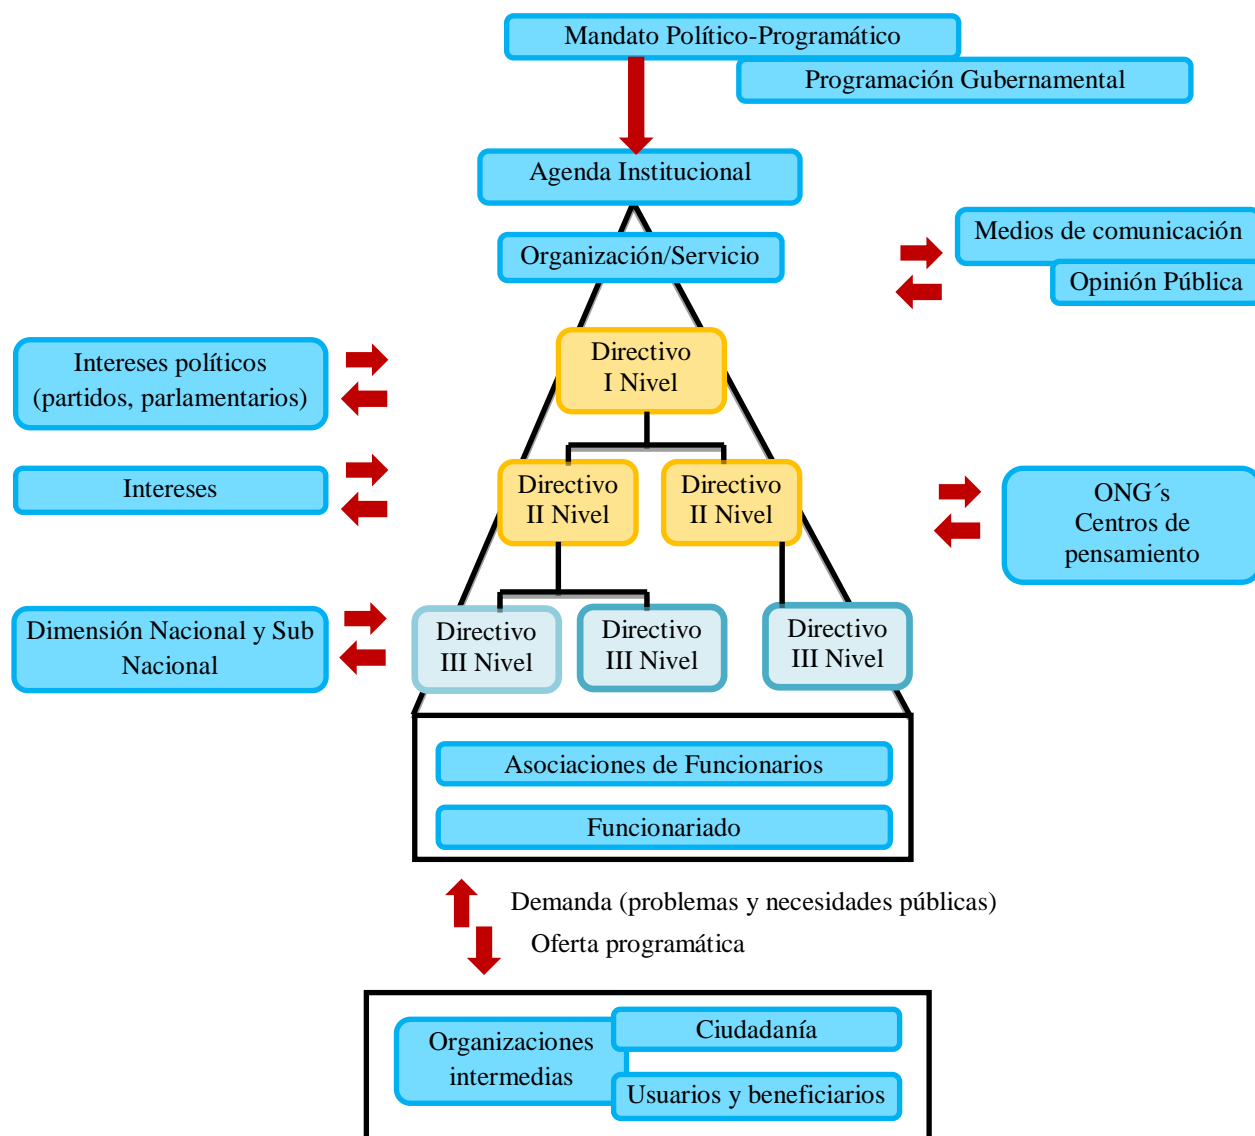 Mandato Político-Programático
Programación Gubernamental
Agenda Institucional
Organización/Servicio
Medios de comunicación
Opinión Pública
Intereses políticos
(partidos, parlamentarios)
Directivo
I Nivel
Intereses
Directivo
II Nivel
Directivo
II Nivel
ONG´s
Centros de
pensamiento
Dimensión Nacional y Sub
Nacional
Directivo
III Nivel
Directivo
III Nivel
Directivo
III Nivel
Asociaciones de Funcionarios
Funcionariado
Demanda (problemas y necesidades públicas)
Oferta programática
Organizaciones
intermedias
Ciudadanía
Usuarios y beneficiarios